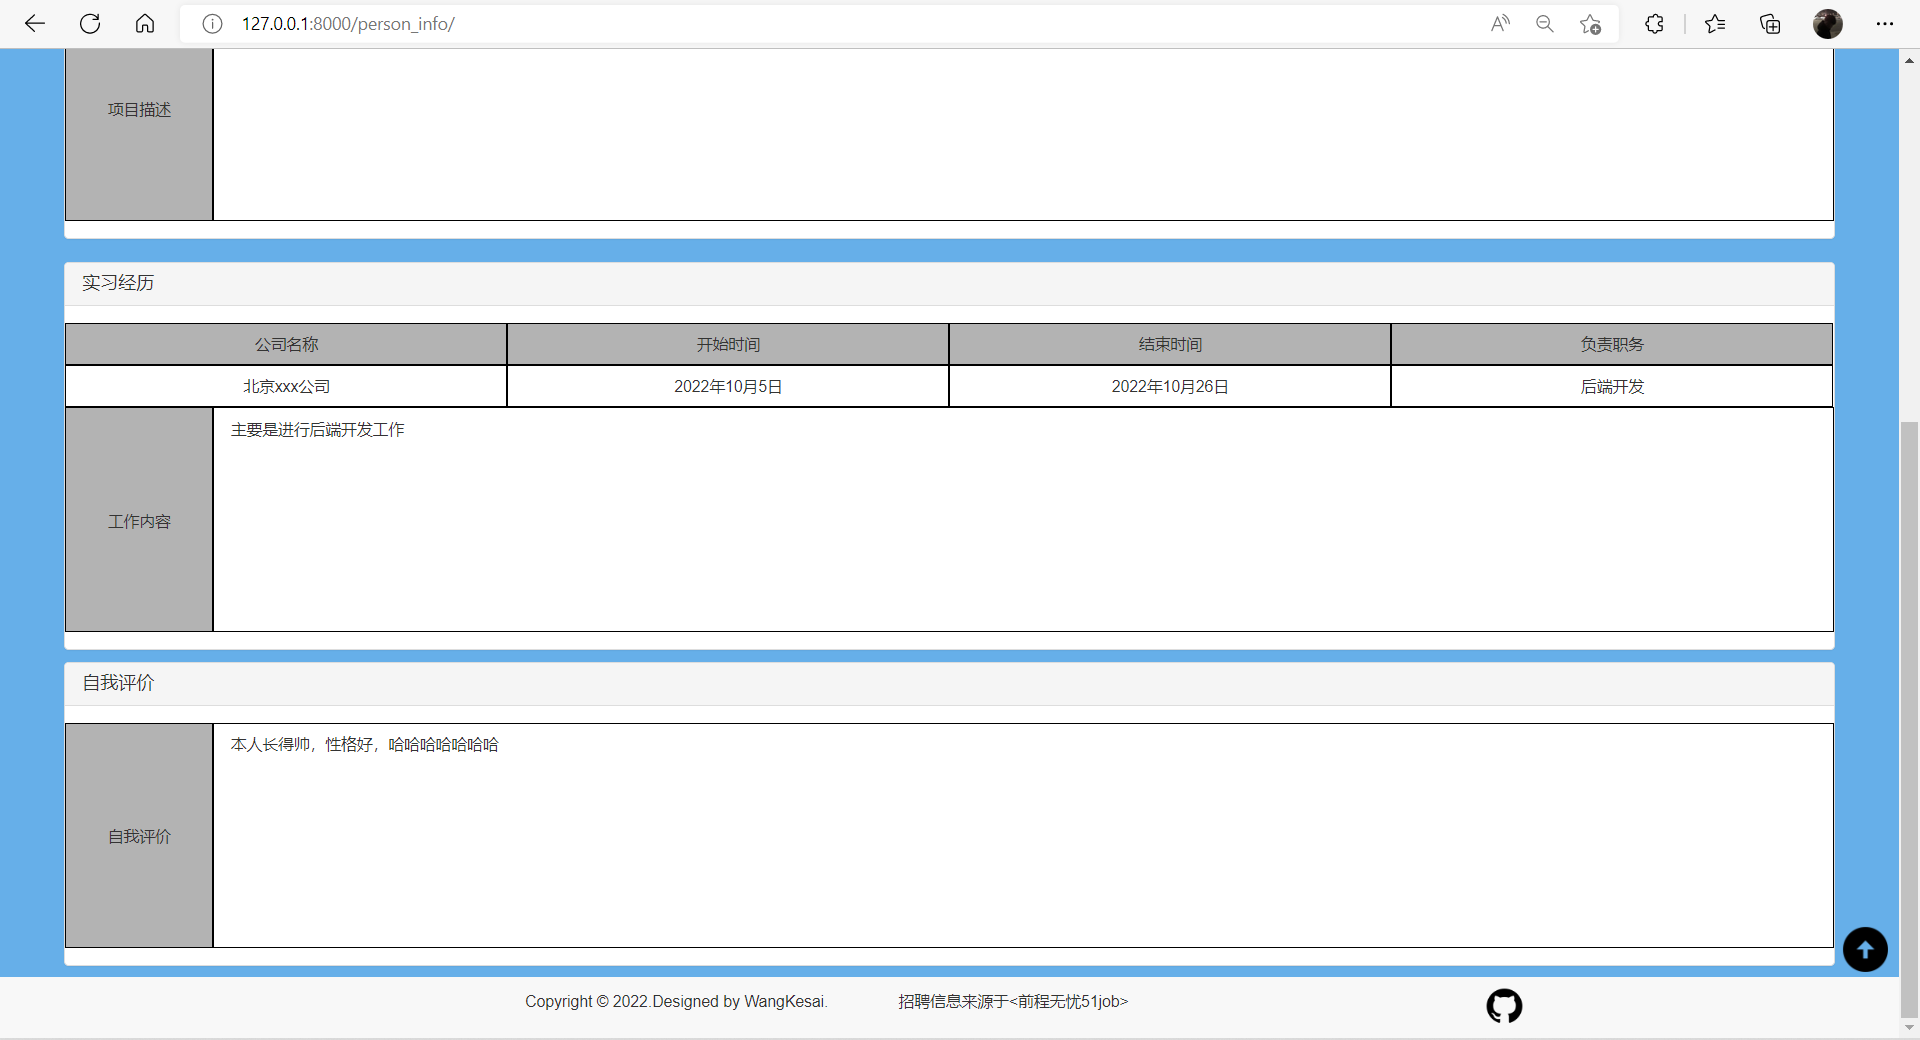 127.0.0.1:8000/person_info/
项目描述
实习经历
公司名称 开始时间 结束时间 负责职务
北京xxx公司 2022年10月5日 2022年10月26日 后端开发
主要是进行后端开发工作
工作内容
自我评价
本人长得帅，性格好，哈哈哈哈哈哈哈
自我评价
Copyright © 2022.Designed by WangKesai. 招聘信息来源于<前程无忧51job>